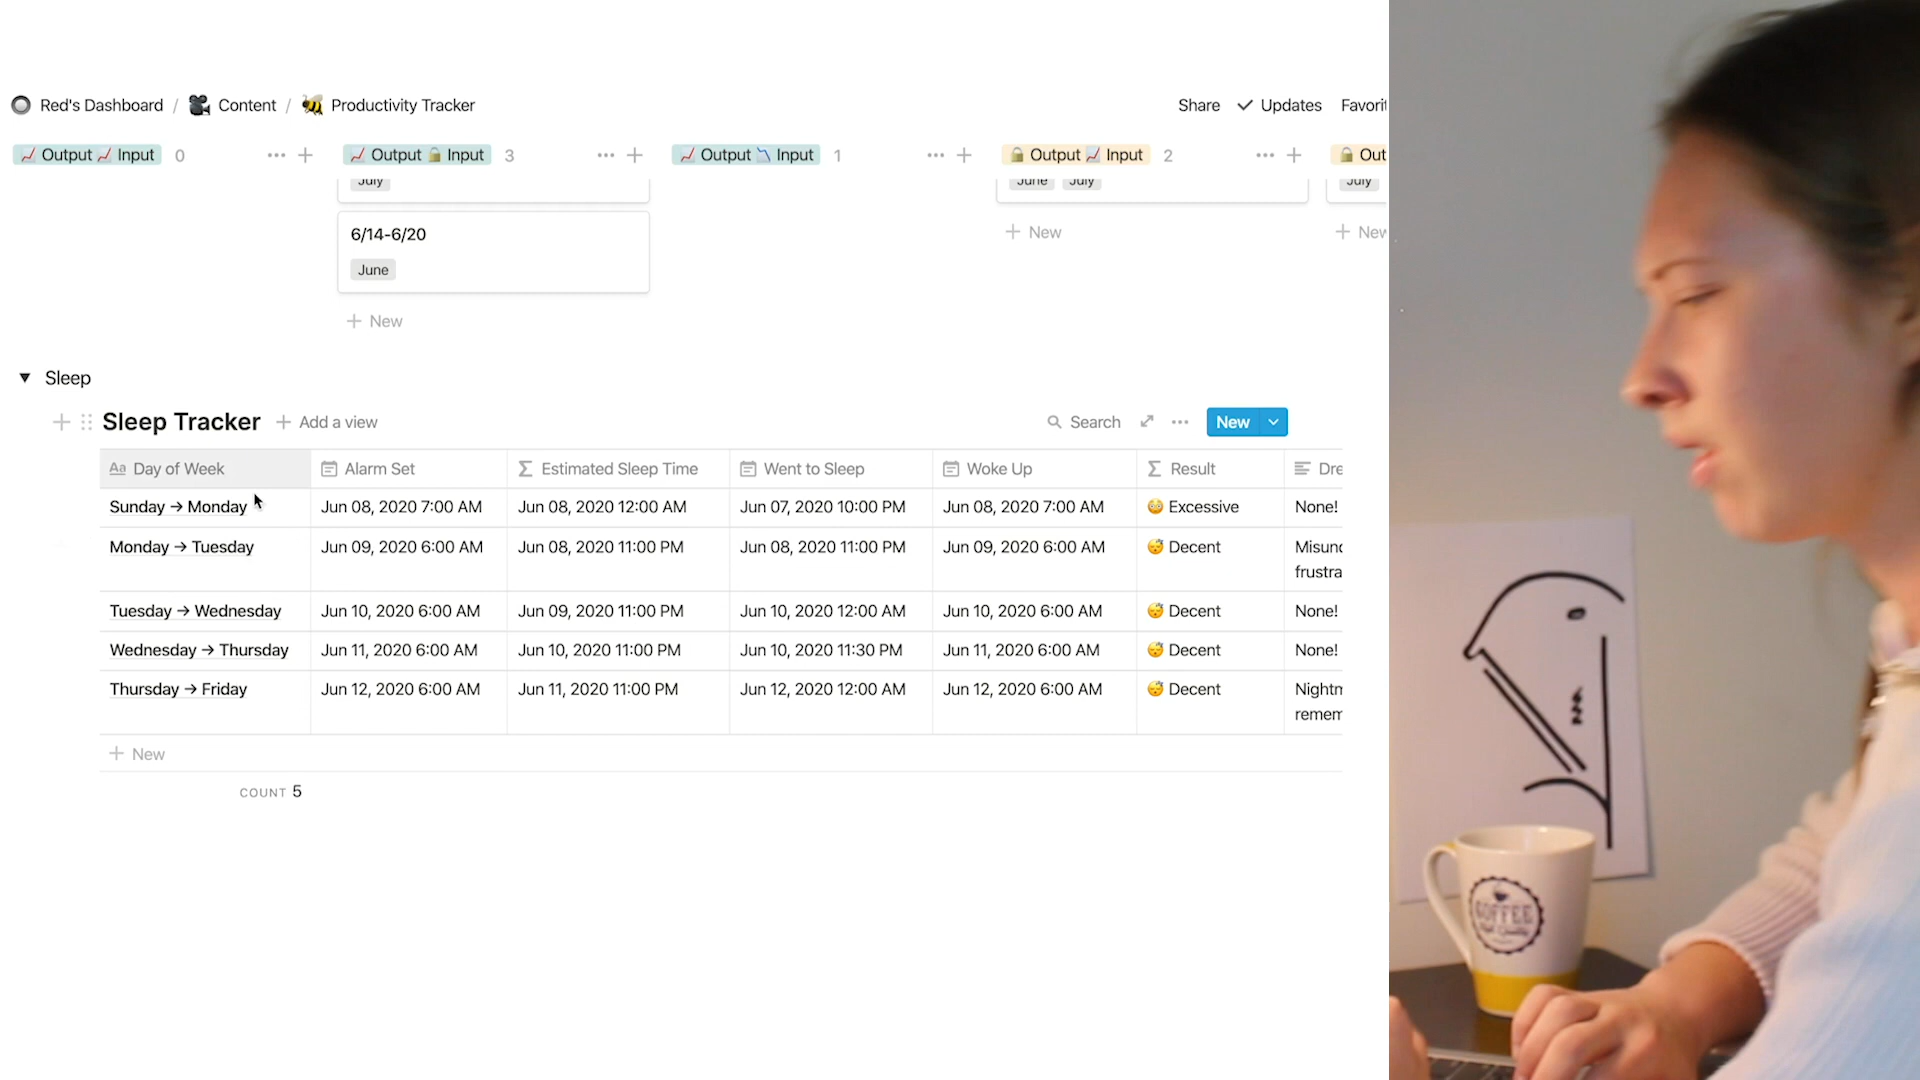 Red's Dashboard / Content / Productivity Tracker
Share Updates Favorit
Output Input 0
Output Input 3
Output Input 1
Output Input 2
Out
July
June July
July
6/14-6/20
June
New
New
New
Sleep
Sleep Tracker Add a view Search New
Day of Week Alarm Set Estimated Sleep Time Went to Sleep Woke Up Result Dre
Sunday → Monday Jun 08, 2020 7:00 AM Jun 08, 2020 12:00 AM Jun 07, 2020 10:00 PM Jun 08, 2020 7:00 AM Excessive None!
Monday → Tuesday Jun 09, 2020 6:00 AM Jun 08, 2020 11:00 PM Jun 08, 2020 11:00 PM Jun 09, 2020 6:00 AM Decent Misund
frustra
Tuesday → Wednesday Jun 10, 2020 6:00 AM Jun 09, 2020 11:00 PM Jun 10, 2020 12:00 AM Jun 10, 2020 6:00 AM Decent None!
Wednesday → Thursday Jun 11, 2020 6:00 AM Jun 10, 2020 11:00 PM Jun 10, 2020 11:30 PM Jun 11, 2020 6:00 AM Decent None!
Thursday → Friday Jun 12, 2020 6:00 AM Jun 11, 2020 11:00 PM Jun 12, 2020 12:00 AM Jun 12, 2020 6:00 AM Decent Nightm
remem
New
COUNT 5
COFFEE